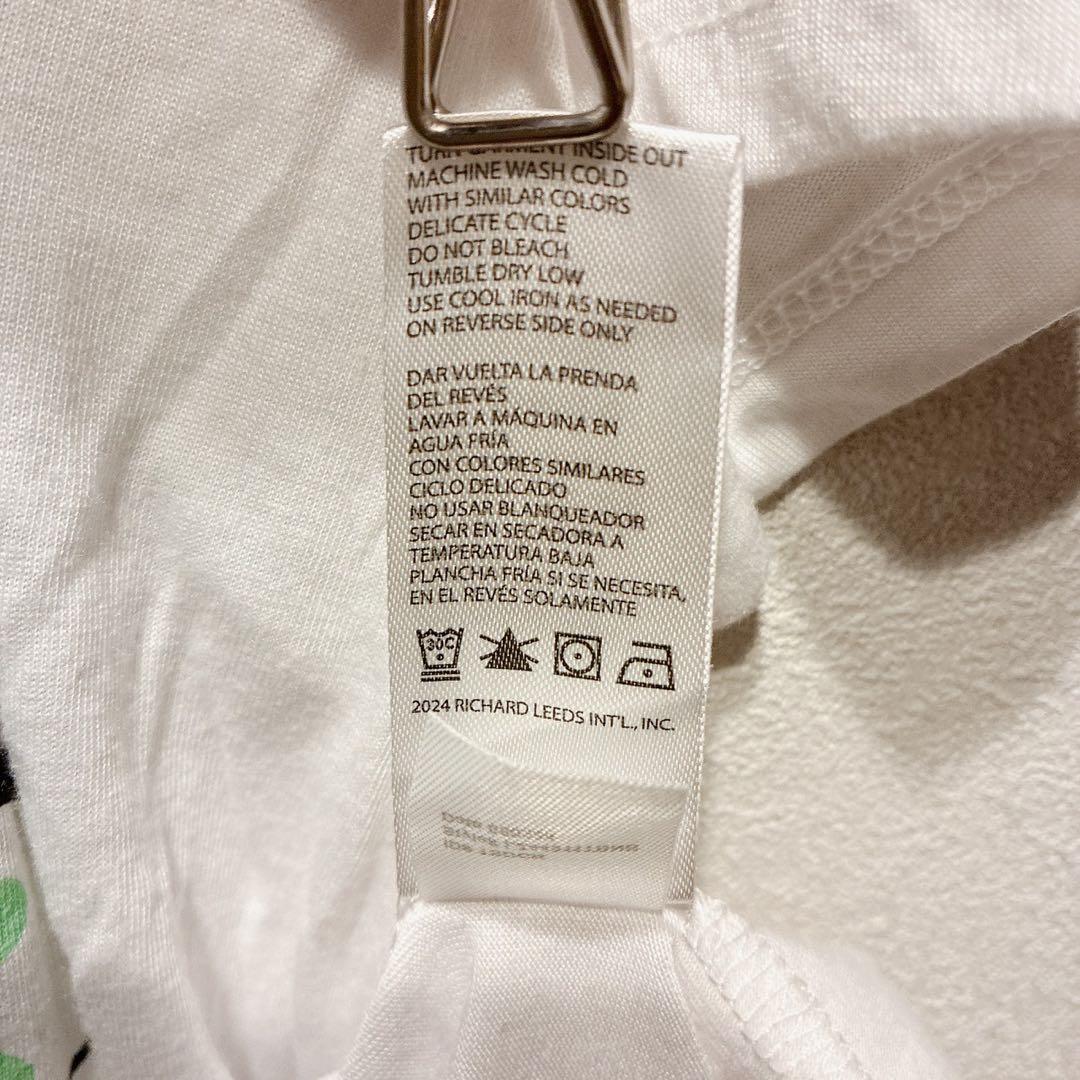 TURN GARMENT INSIDE OUT
MACHINE WASH COLD
WITH SIMILAR COLORS
DELICATE CYCLE
DO NOT BLEACH
TUMBLE DRY LOW
USE COOL IRON AS NEEDED
ON REVERSE SIDE ONLY
DAR VUELTA LA PRENDA
DEL REVÉS
LAVAR A MÁQUINA EN
AGUA FRÍA
CON COLORES SIMILARES
CICLO DELICADO
NO USAR BLANQUEADOR
SECAR EN SECADORA A
TEMPERATURA BAJA
PLANCHA FRÍA SI SE NECESITA,
EN EL REVÉS SOLAMENTE
30C
2024 RICHARD LEEDS INT'L., INC.